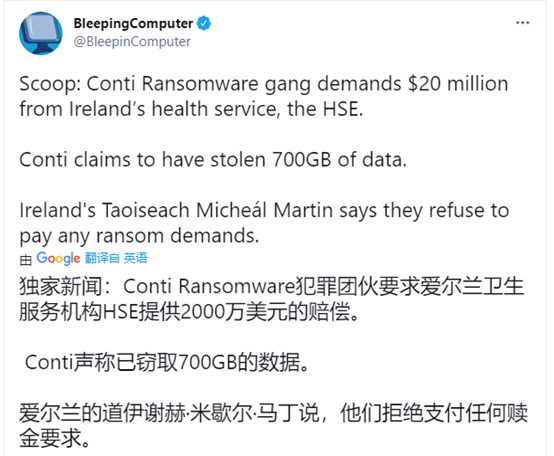 BleepingComputer
@BleepinComputer
Scoop: Conti Ransomware gang demands $20 million
from Ireland’s health service, the HSE.
Conti claims to have stolen 700GB of data.
Ireland's Taoiseach Micheál Martin says they refuse to
pay any ransom demands.
由 Google 翻译自 英语
独家新闻：Conti Ransomware犯罪团伙要求爱尔兰卫生
服务机构HSE提供2000万美元的赔偿。
Conti声称已窃取700GB的数据。
爱尔兰的道伊谢赫·米歇尔·马丁说，他们拒绝支付任何赎
金要求。